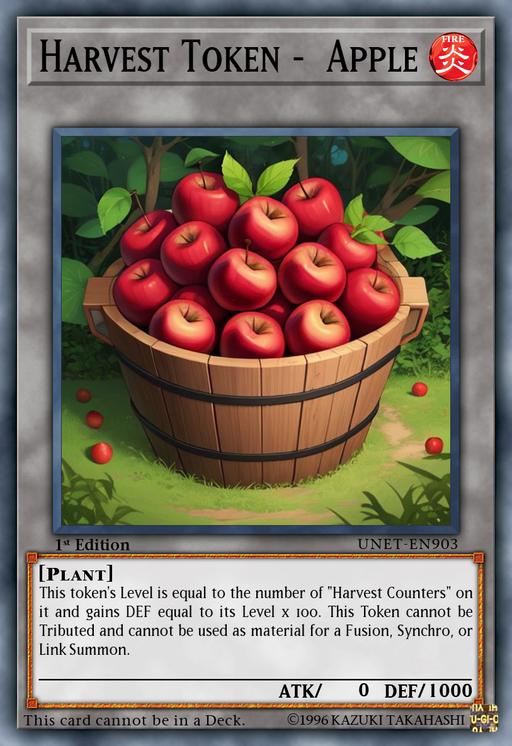 HARVEST TOKEN - APPLE
FIRE
炎
1st Edition
UNET-EN903
[PLANT]
This token's Level is equal to the number of "Harvest Counters" on
it and gains DEF equal to its Level x 100. This Token cannot be
Tributed and cannot be used as material for a Fusion, Synchro, or
Link Summon.
ATK/ 0 DEF/1000
This card cannot be in a Deck.
©1996 KAZUKI TAKAHASHI